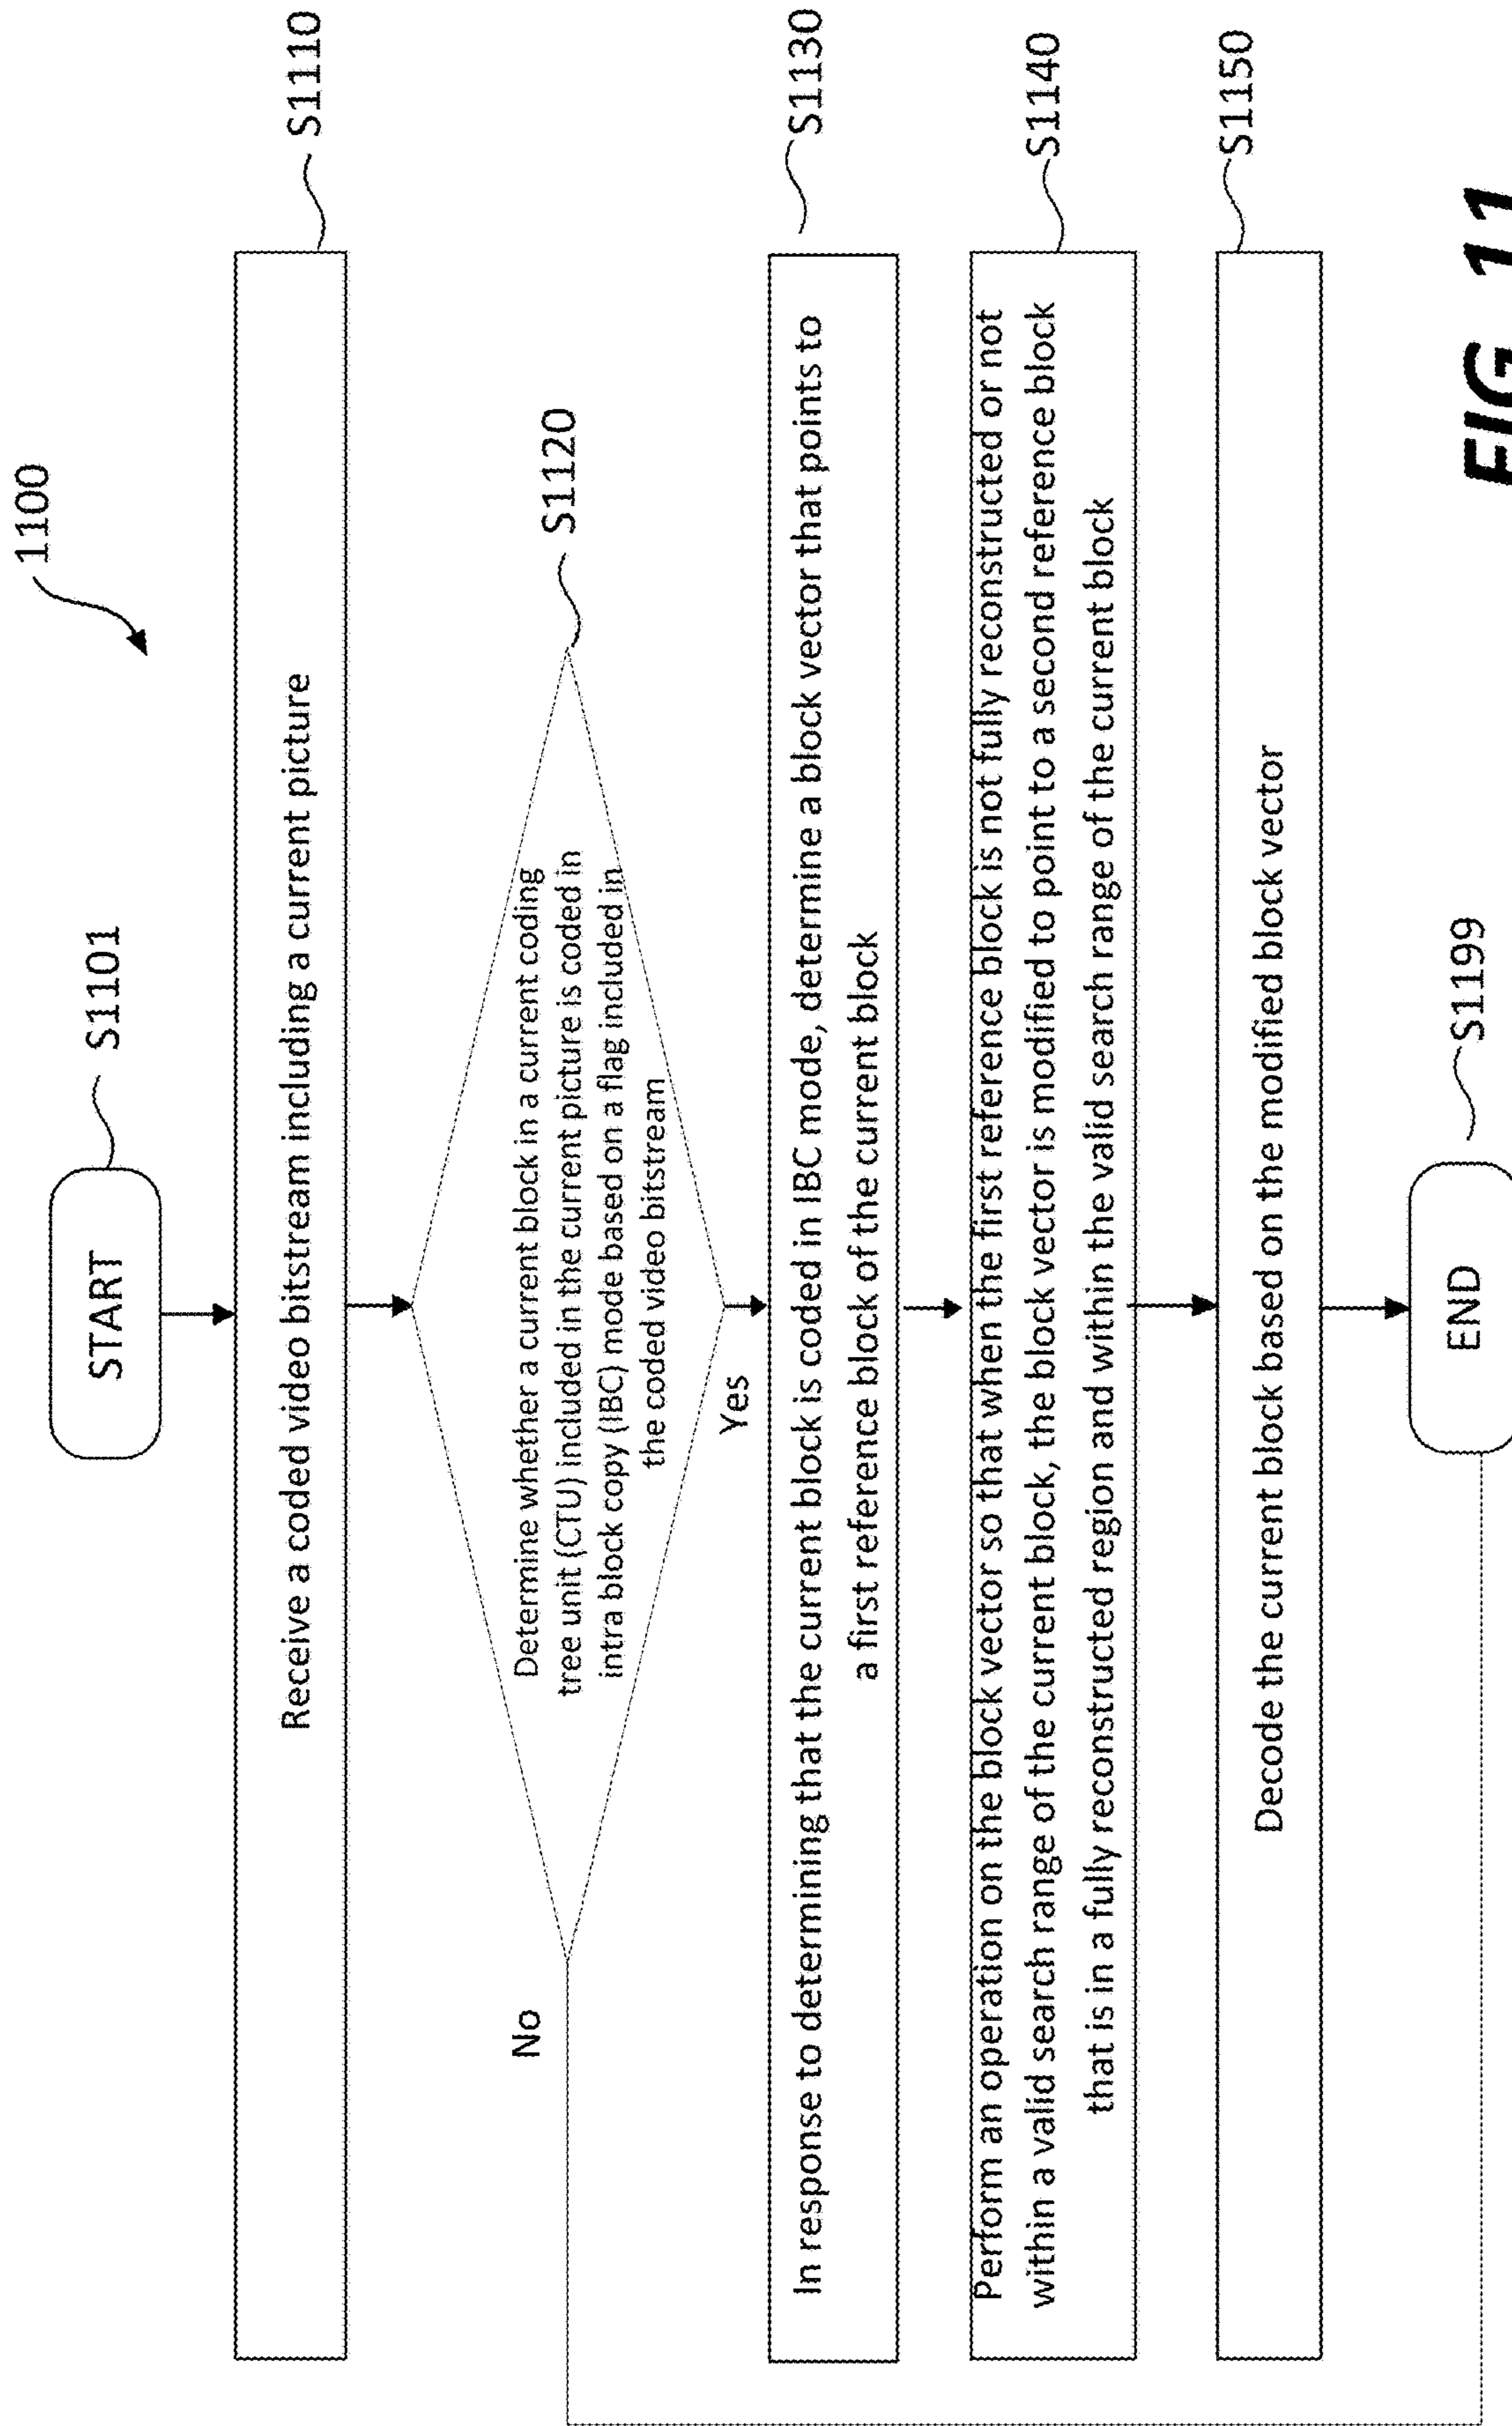 1100
START
S1101
Receive a coded video bitstream including a current picture
S1110
Determine whether a current block in a current coding
tree unit (CTU) included in the current picture is coded in
intra block copy (IBC) mode based on a flag included in
the coded video bitstream
S1120
No
Yes
In response to determining that the current block is coded in IBC mode, determine a block vector that points to
a first reference block of the current block
S1130
Perform an operation on the block vector so that when the first reference block is not fully reconstructed or not
within a valid search range of the current block, the block vector is modified to point to a second reference block
that is in a fully reconstructed region and within the valid search range of the current block
S1140
Decode the current block based on the modified block vector
S1150
END
S1199
FIG 11